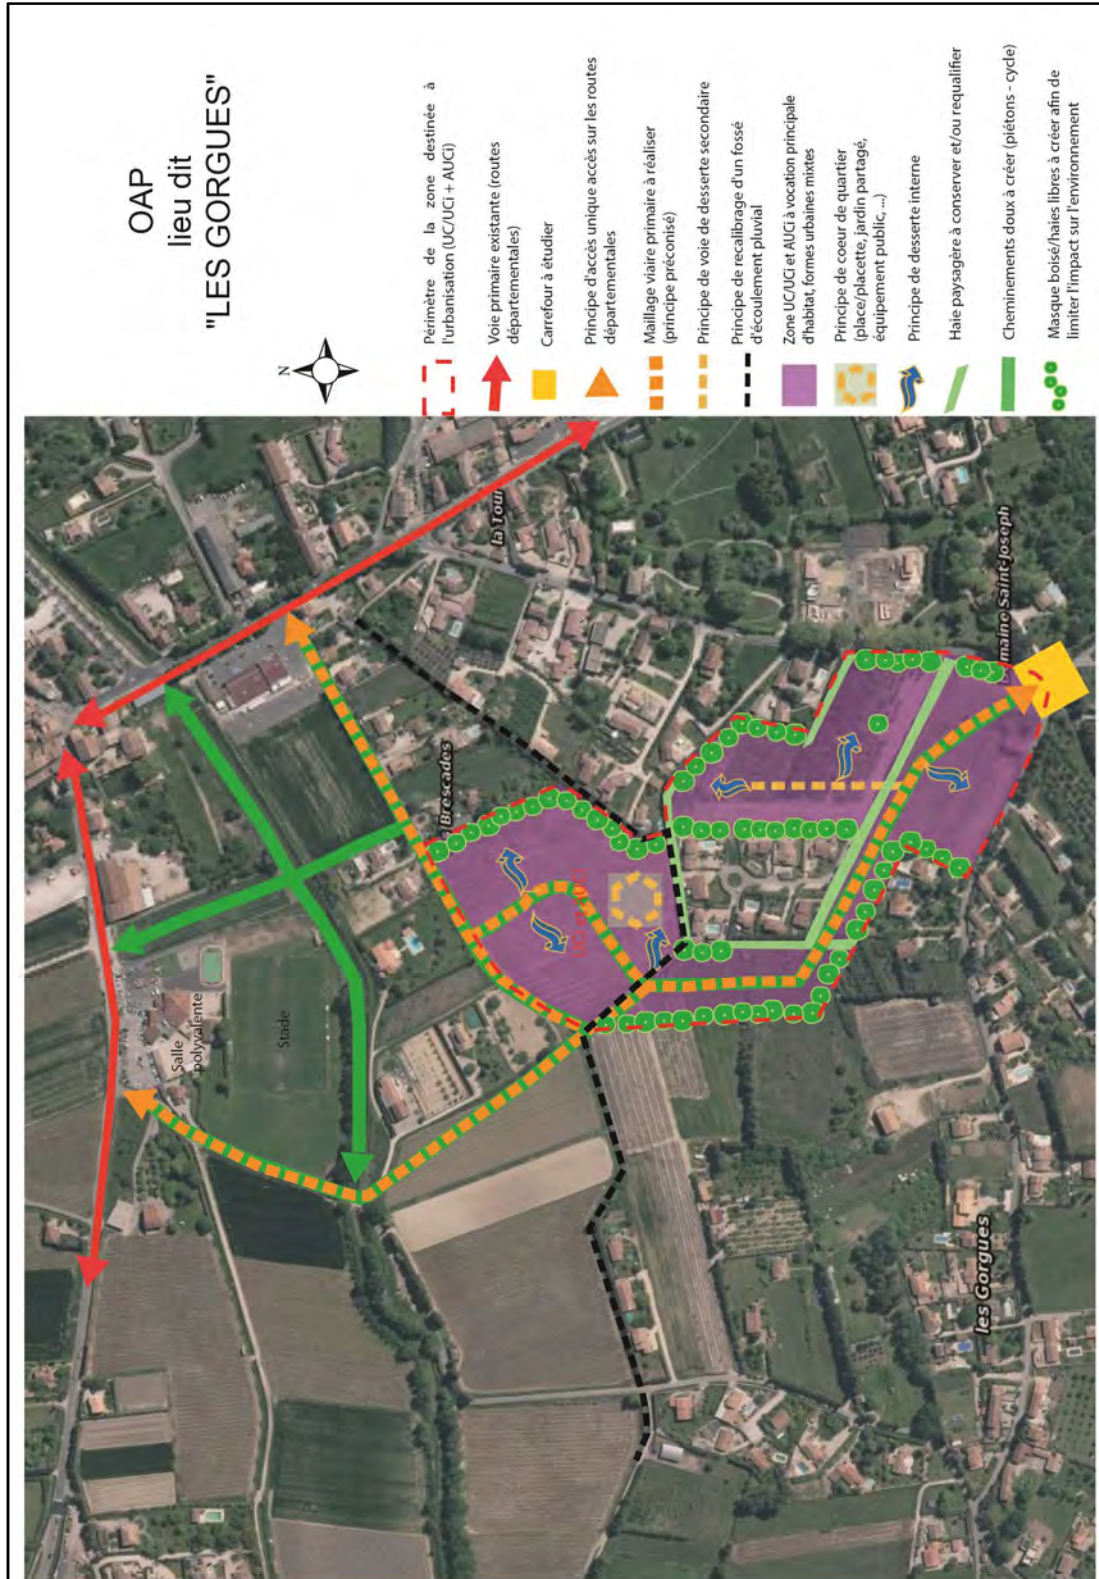 OAP
lieu dit
"LES GORGUES"
N
Périmètre de la zone destinée à
l'urbanisation (UC/UCi + AUCi)
Voie primaire existante (routes
départementales)
Carrefour à étudier
Principe d'accès unique accès sur les routes
départementales
Maillage viaire primaire à réaliser
(principe préconisé)
Principe de voie de desserte secondaire
Principe de recalibrage d'un fossé
d'écoulement pluvial
Zone UC/UCi et AUCi à vocation principale
d'habitat, formes urbaines mixtes
Principe de coeur de quartier
(place/placette, jardin partagé,
équipement public, ...)
Principe de desserte interne
Haie paysagère à conserver et/ou requalifier
Cheminements doux à créer (piétons - cycle)
Masque boisé/haies libres à créer afin de
limiter l'impact sur l'environnement
la Tour
maine Saint-Joseph
s Brescades
Salle
polyvalente
Stade
les Gorgues